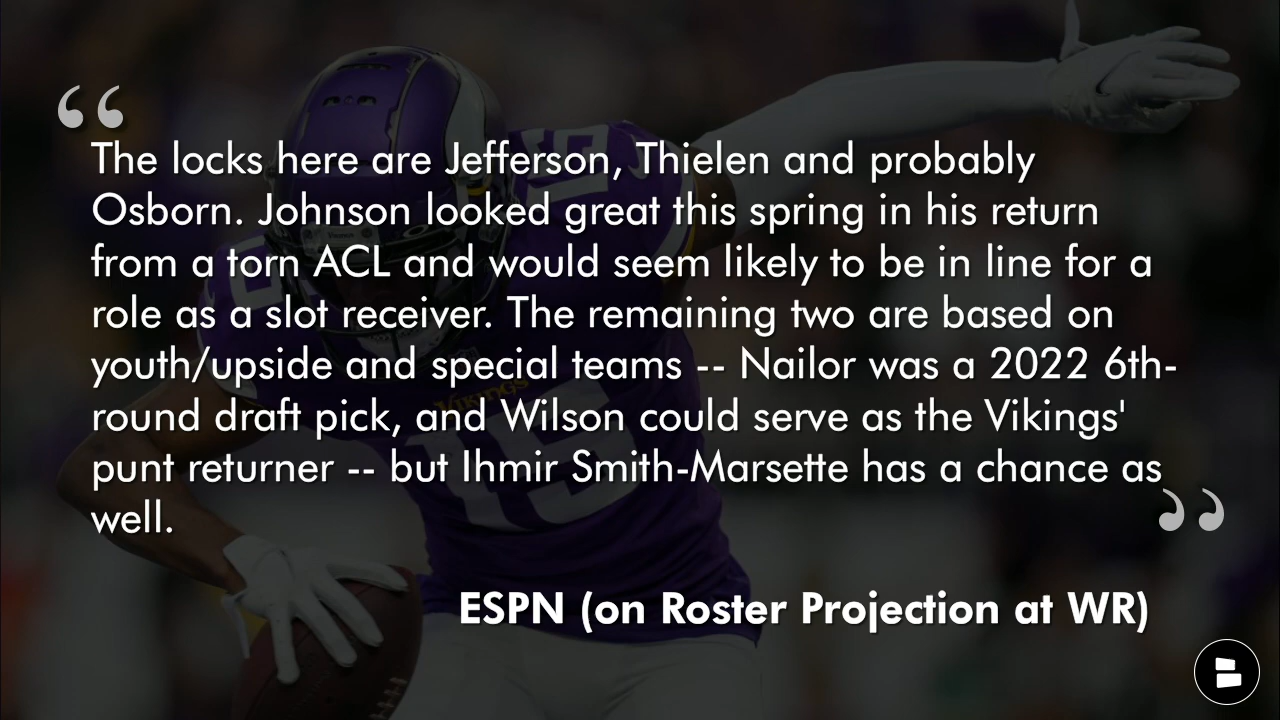 “
The locks here are Jefferson, Thielen and probably
Osborn. Johnson looked great this spring in his return
from a torn ACL and would seem likely to be in line for a
role as a slot receiver. The remaining two are based on
youth/upside and special teams -- Nailor was a 2022 6th-
round draft pick, and Wilson could serve as the Vikings'
punt returner -- but Ihmir Smith-Marsette has a chance as
well.
”
ESPN (on Roster Projection at WR)
Vikings
15